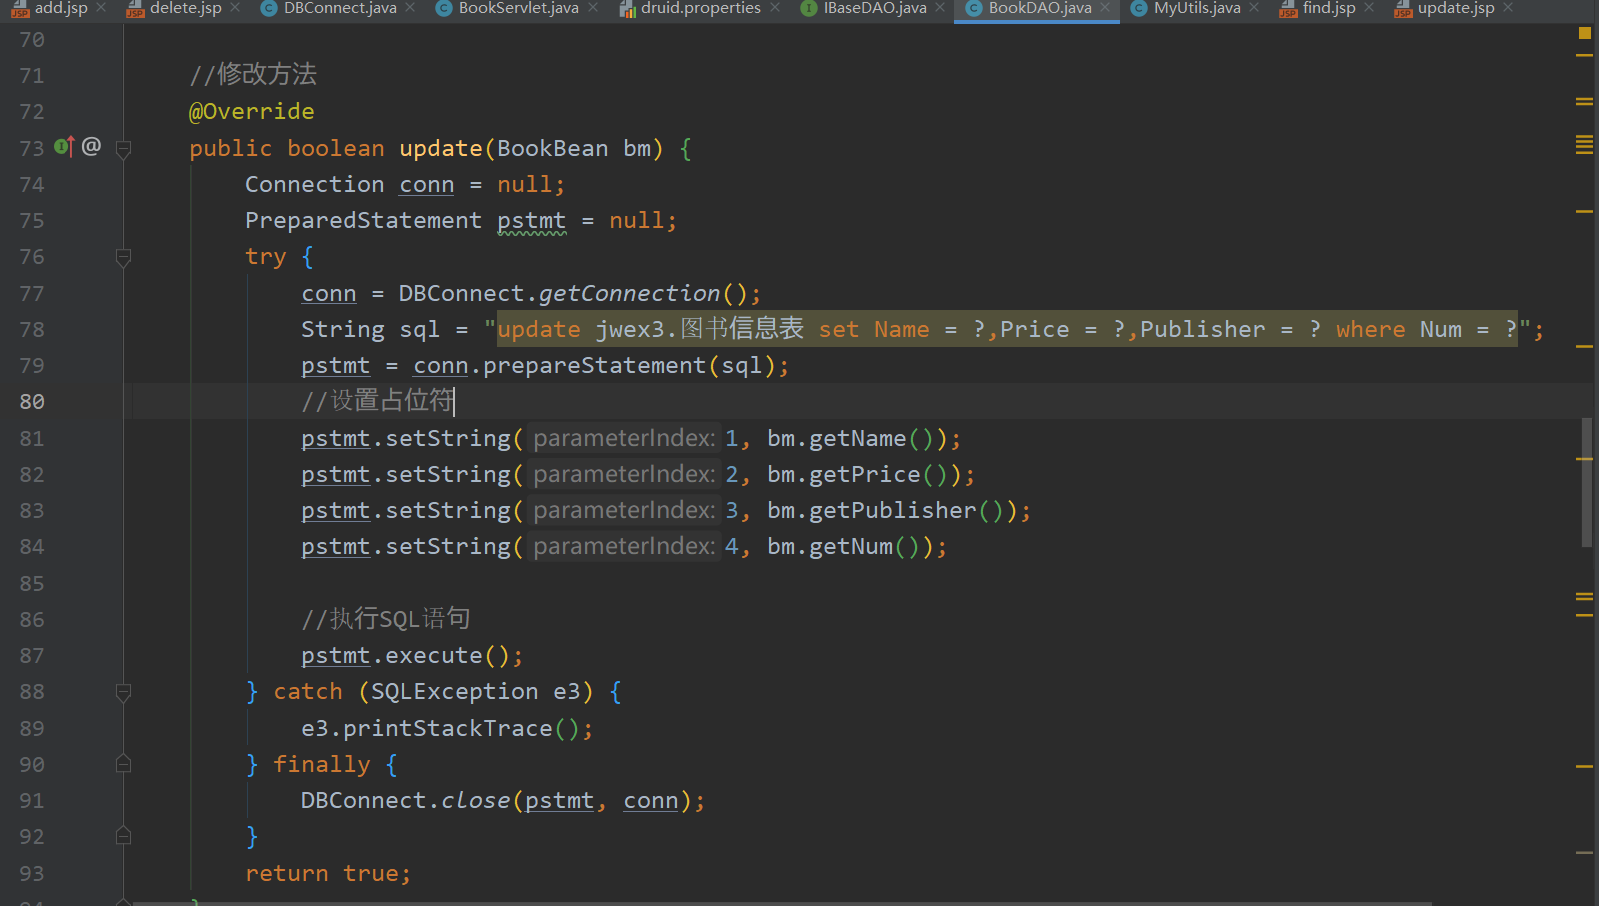 add.jsp delete.jsp DBConnect.java BookServlet.java druid.properties IBaseDAO.java BookDAO.java MyUtils.java find.jsp update.jsp
70
71 //修改方法
72 @Override
73 public boolean update(BookBean bm) {
74 Connection conn = null;
75 PreparedStatement pstmt = null;
76 try {
77 conn = DBConnect.getConnection();
78 String sql = "update jwex3.图书信息表 set Name = ?,Price = ?,Publisher = ? where Num = ?";
79 pstmt = conn.prepareStatement(sql);
80 //设置占位符
81 pstmt.setString( parameterIndex: 1, bm.getName());
82 pstmt.setString( parameterIndex: 2, bm.getPrice());
83 pstmt.setString( parameterIndex: 3, bm.getPublisher());
84 pstmt.setString( parameterIndex: 4, bm.getNum());
85
86 //执行SQL语句
87 pstmt.execute();
88 } catch (SQLException e3) {
89 e3.printStackTrace();
90 } finally {
91 DBConnect.close(pstmt, conn);
92 }
93 return true;